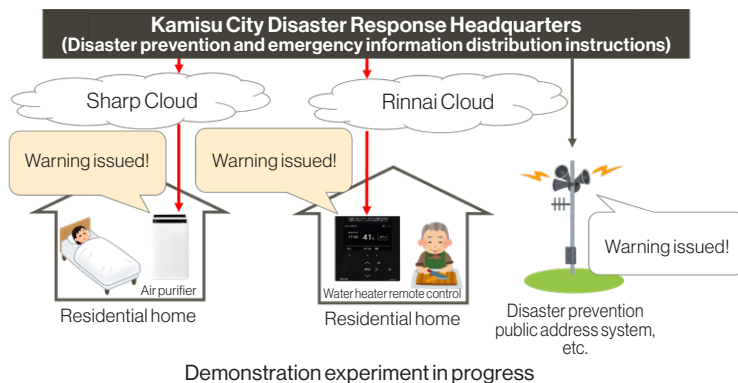 Kamisu City Disaster Response Headquarters
(Disaster prevention and emergency information distribution instructions)
Sharp Cloud
Rinnai Cloud
Warning issued!
Warning issued!
Warning issued!
41
Air purifier
Water heater remote control
Residential home
Residential home
Disaster prevention
public address system,
etc.
Demonstration experiment in progress